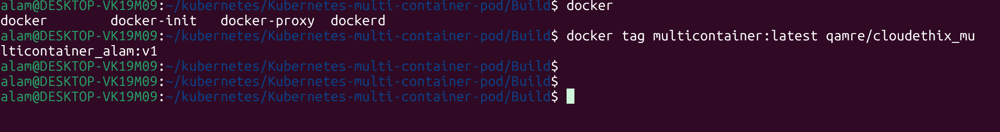 alam@DESKTOP-VK19M09:~/kubernetes/Kubernetes-multi-container-pod/Build$ docker
docker        docker-init   docker-proxy  dockerd
alam@DESKTOP-VK19M09:~/kubernetes/Kubernetes-multi-container-pod/Build$ docker tag multicontainer:latest qamre/cloudethix_mu
lticontainer_alam:v1
alam@DESKTOP-VK19M09:~/kubernetes/Kubernetes-multi-container-pod/Build$
alam@DESKTOP-VK19M09:~/kubernetes/Kubernetes-multi-container-pod/Build$
alam@DESKTOP-VK19M09:~/kubernetes/Kubernetes-multi-container-pod/Build$